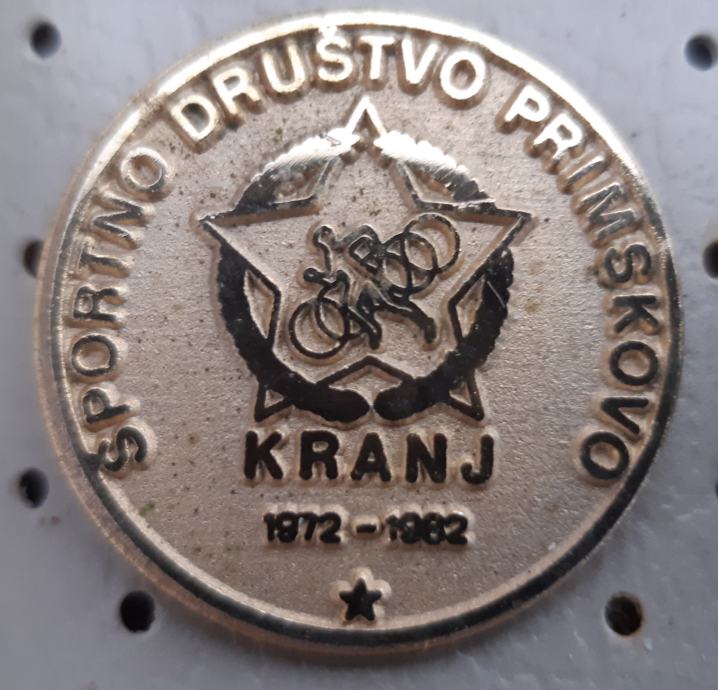 ŠPORTNO DRUŠTVO PRIMSKOVO
KRANJ
1972-1982